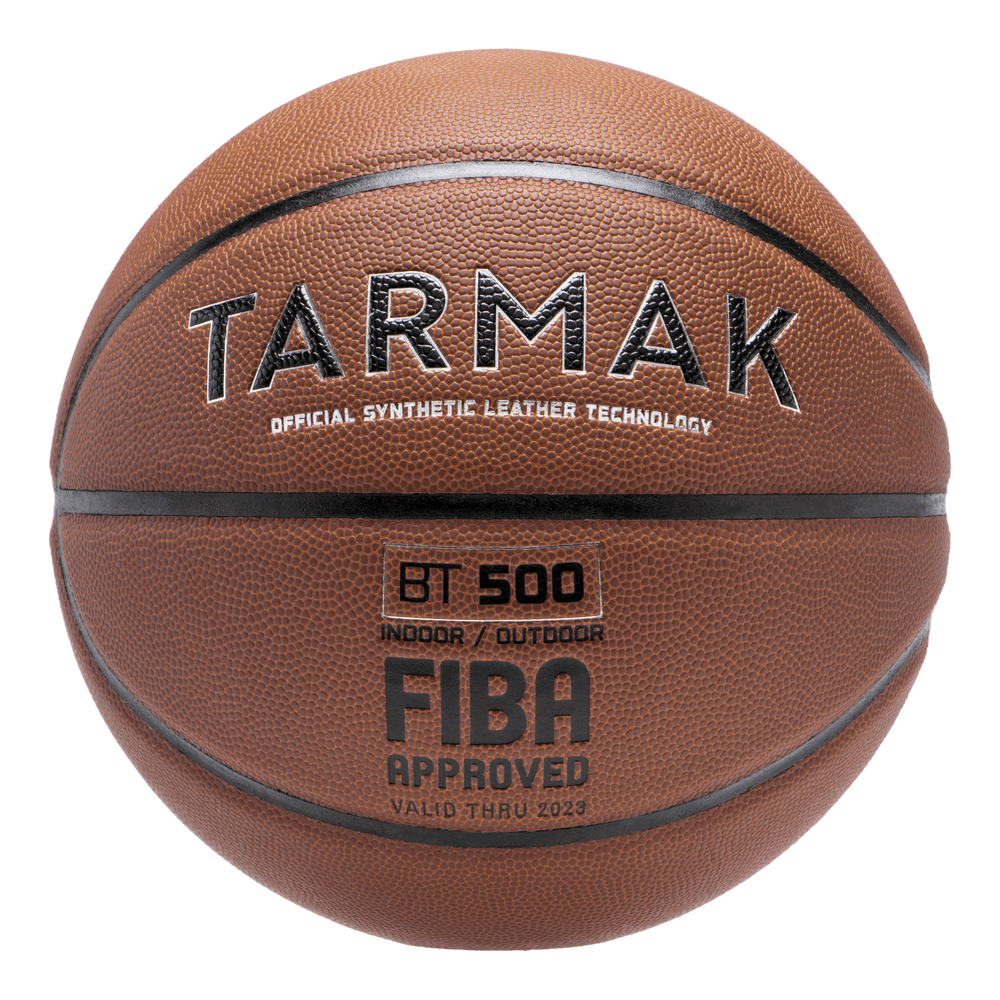 TARMAK
OFFICIAL SYNTHETIC LEATHER TECHNOLOGY
BT 500
INDOOR / OUTDOOR
FIBA
APPROVED
VALID THRU 2023